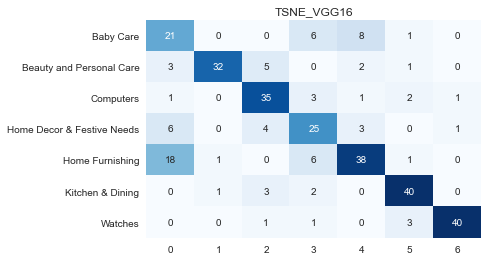 TSNE_VGG16
Baby Care 21 0 0 6 8 1 0
Beauty and Personal Care 3 32 5 0 2 1 0
Computers 1 0 35 3 1 2 1
Home Decor & Festive Needs 6 0 4 25 3 0 1
Home Furnishing 18 1 0 6 38 1 0
Kitchen & Dining 0 1 3 2 0 40 0
Watches 0 0 1 1 0 3 40
0 1 2 3 4 5 6